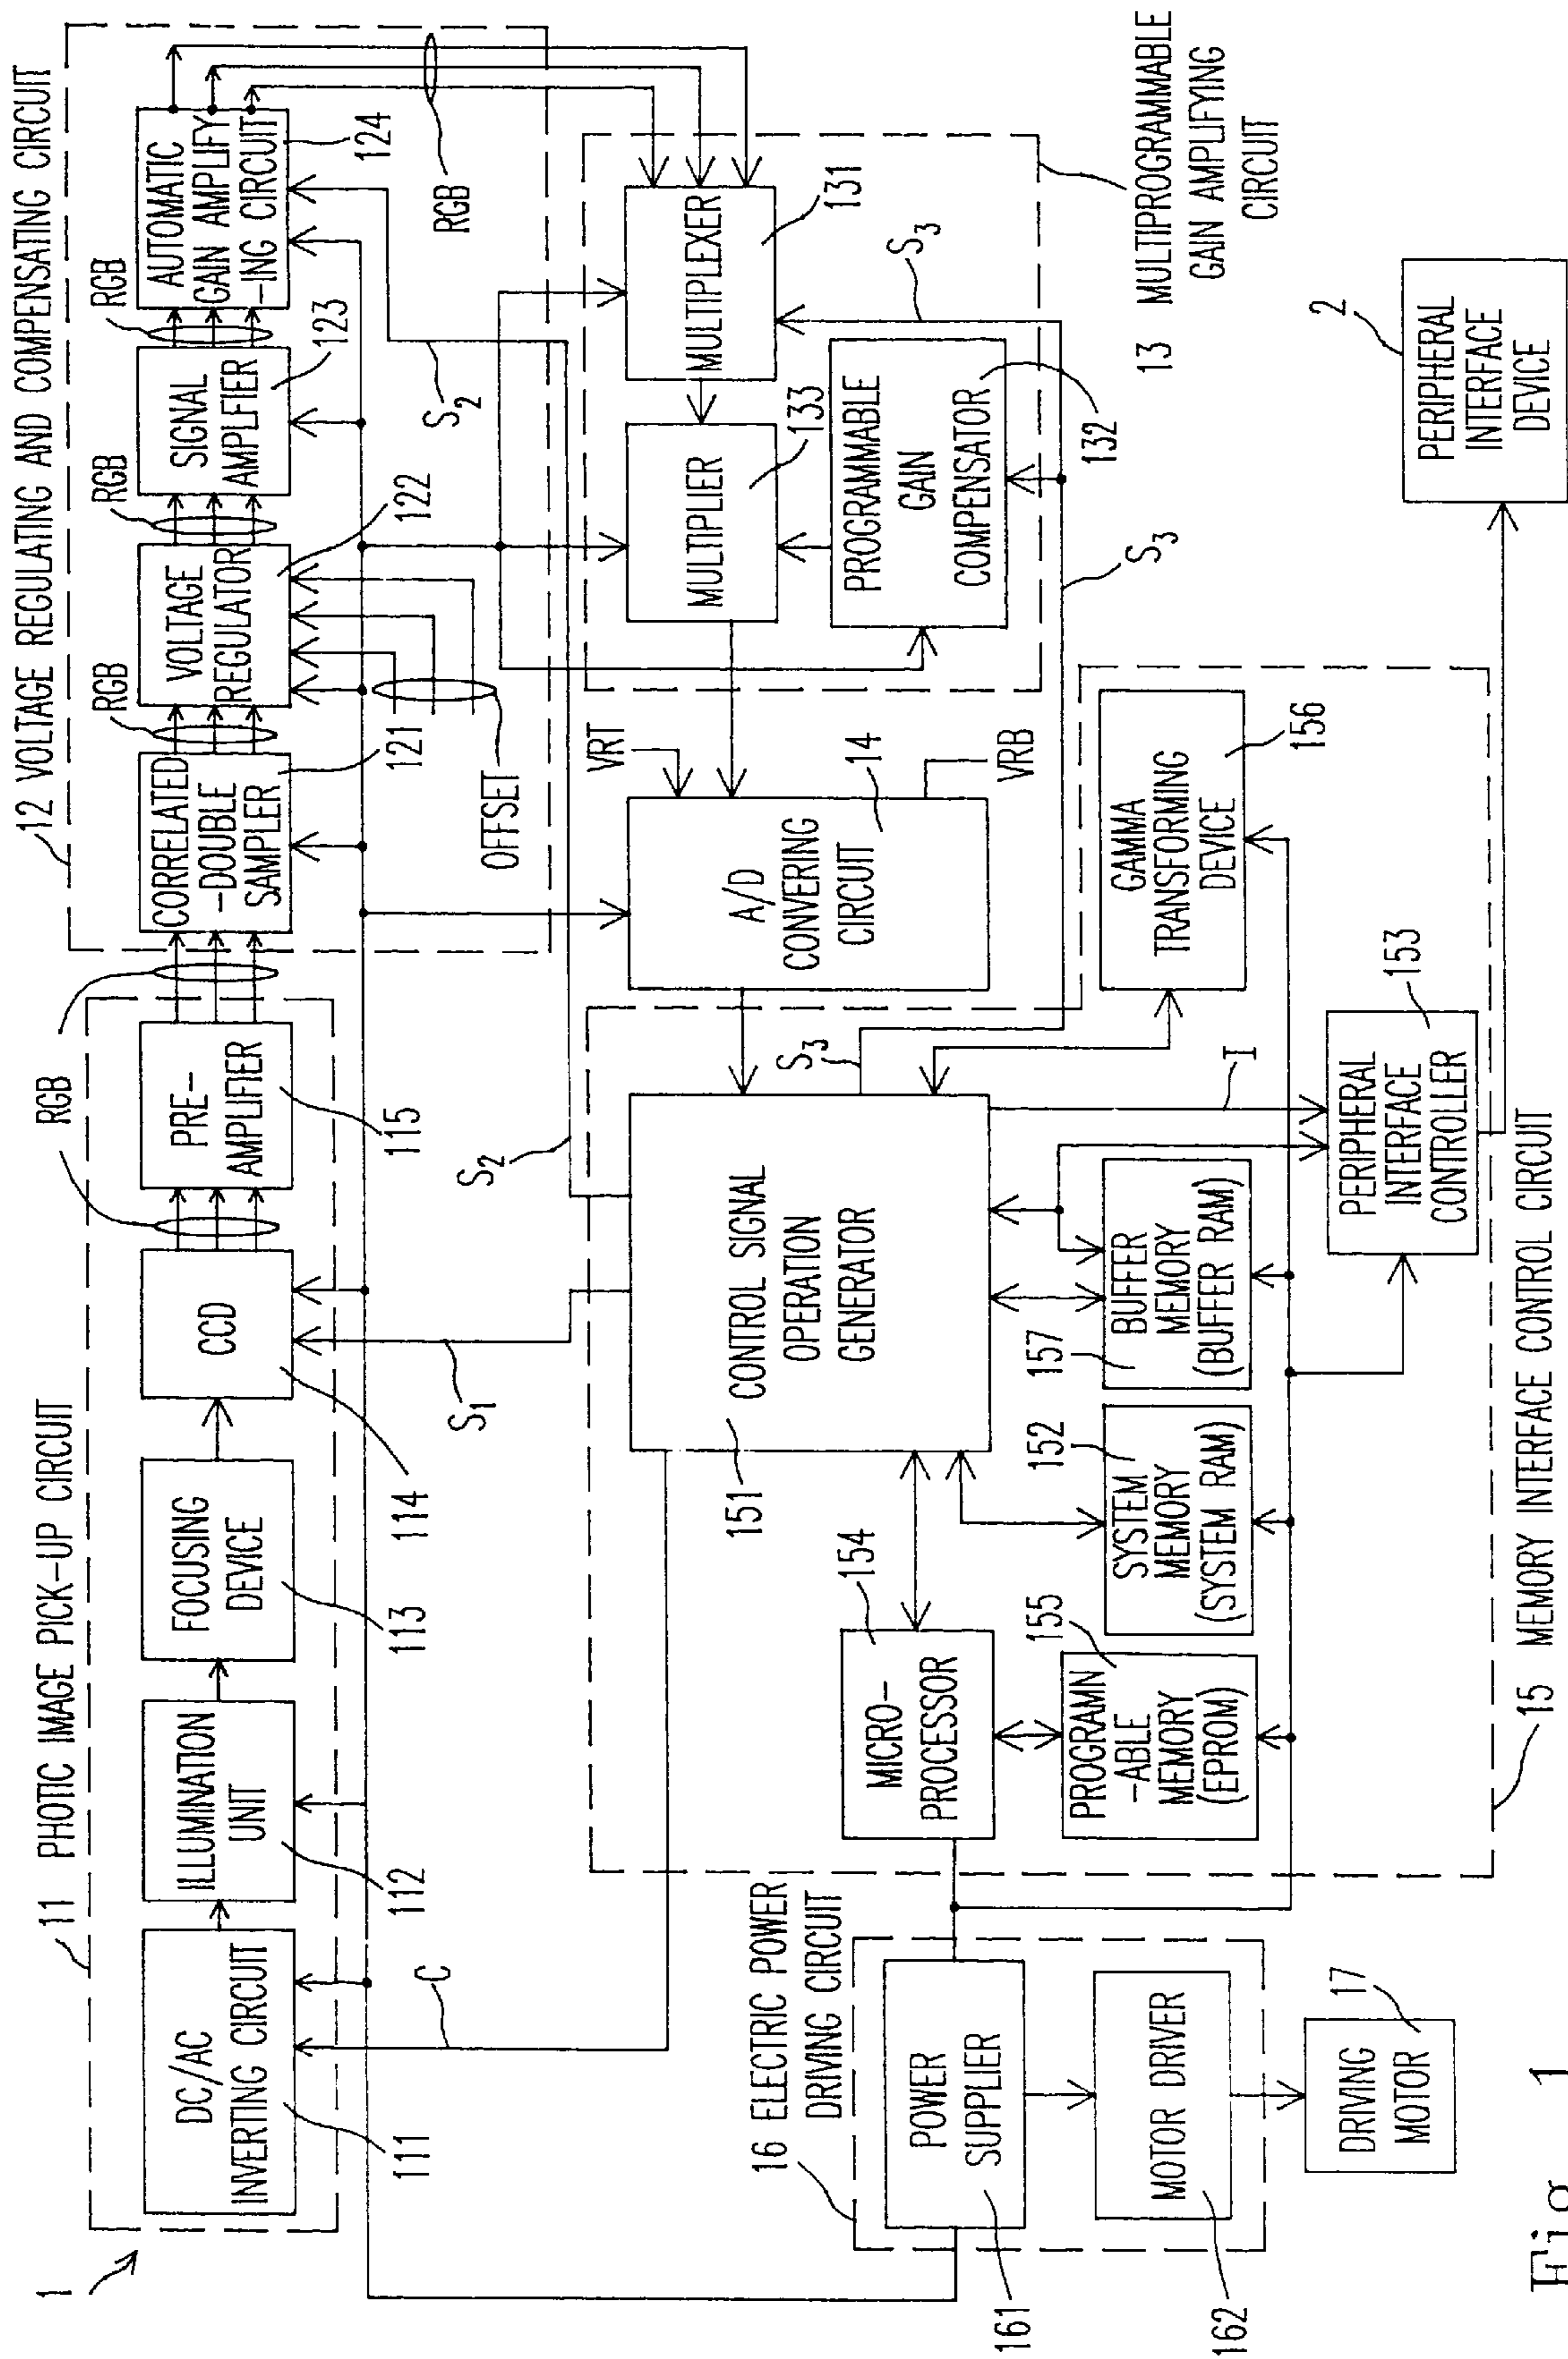 12 VOLTAGE REGULATING AND COMPENSATING CIRCUIT
11 PHOTIC IMAGE PICK-UP CIRCUIT
1
RGB
RGB
RGB
RGB
DC/AC
INVERTING CIRCUIT
111
ILLUMINATION
UNIT
112
FOCUSING
DEVICE
113
CCD
114
PRE-
AMPLIFIER
115
CORRELATED
-DOUBLE
SAMPLER
121
VOLTAGE
REGULATOR
122
SIGNAL
AMPLFIER
123
AUTOMATIC
GAIN AMPLIFY
-ING CIRCUIT
124
RGB
C
S1
S2
S2
OFFSET
VRT
VRB
MULTIPLEXER
131
MULTIPLIER
133
PROGRAMMABLE
GAIN
COMPENSATOR
132
S3
S3
S3
13 MULTIPROGRAMMABLE
GAIN AMPLIFYING
CIRCUIT
A/D
CONVERING
CIRCUIT
14
CONTROL SIGNAL
OPERATION
GENERATOR
151
GAMMA
TRANSFORMING
DEVICE
156
MICRO-
PROCESSOR
154
PROGRAMN
-ABLE
MEMORY
(EPROM)
155
SYSTEM
MEMORY
(SYSTEM RAM)
152
BUFFER
MEMORY
(BUFFER RAM)
157
I
PERIPHERAL
INTERFACE
CONTROLLER
153
PERIPHERAL
INTERFACE
DEVICE
2
15 MEMORY INTERFACE CONTROL CIRCUIT
16 ELECTRIC POWER
DRIVING CIRCUIT
POWER
SUPPLIER
161
MOTOR DRIVER
162
DRIVING
MOTOR
17
Fig. 1